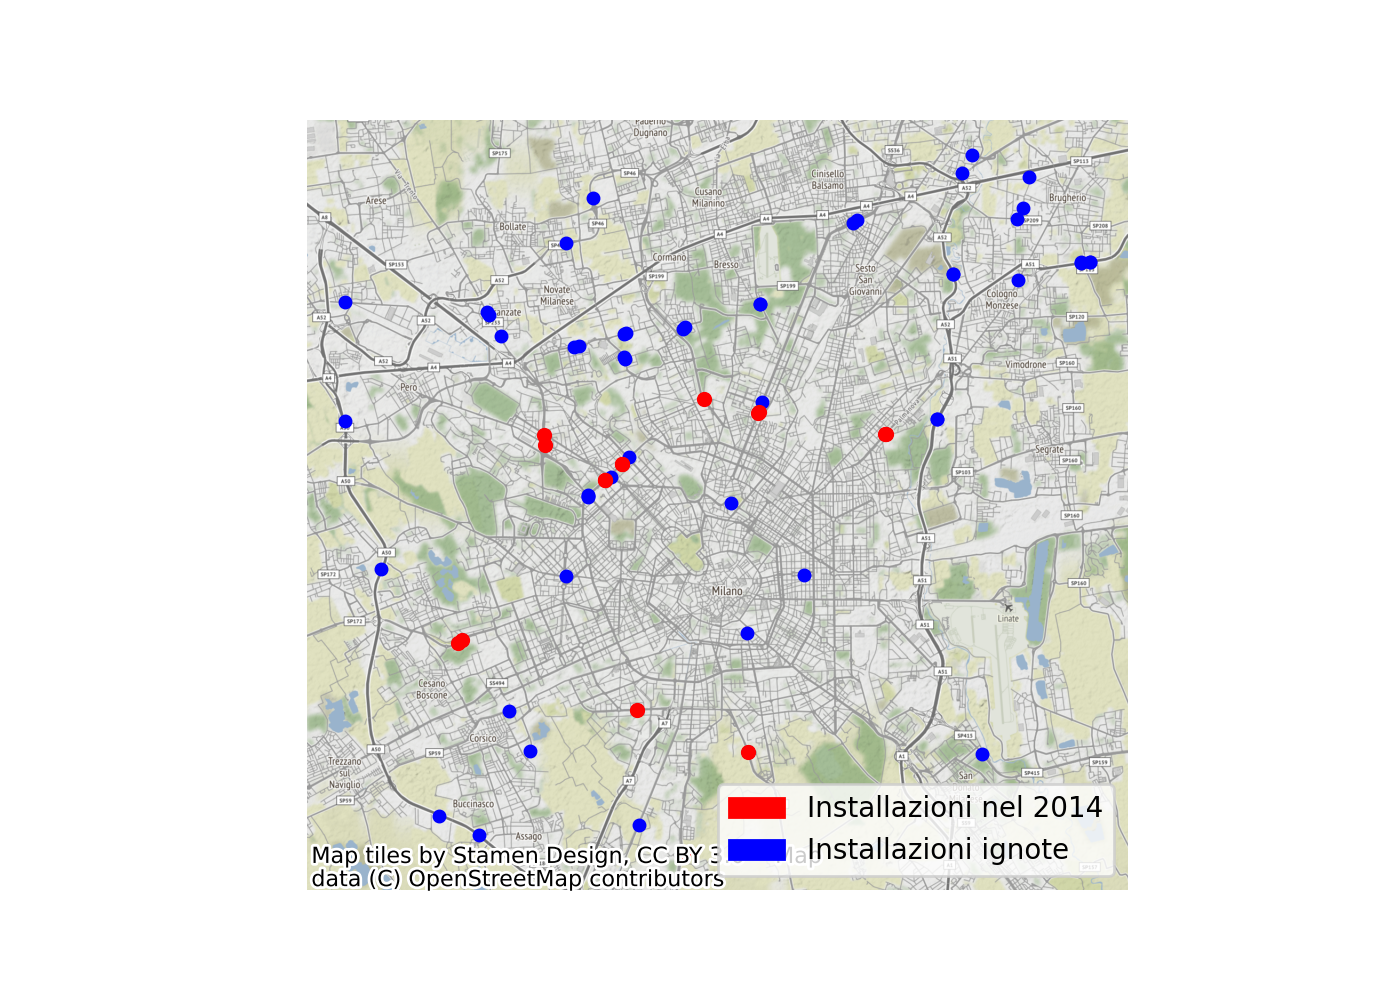 Paderno
Dugnano
SP175
SS36
SP46
SP113
Cusano
Milanino
Cinisello
Balsamo
A52
Arese
A4
Brugherio
A8
Bollate
SP46
A4
A4
A4
SP209
SP208
A4
A52
Cormano
Bresso
SP153
A51
Sesto
San
Giovanni
SP199
A52
SP199
Novate
Milanese
Cologno
Monzese
A52
A52
SP120
A52
A52
A51
Vimodrone
SP160
A4
A4
A4
Pero
SP160
Segrate
SP160
SP103
A50
SP160
A51
A50
SP172
A51
SP160
Milano
Linate
SP172
A51
A51
Cesano
Boscone
SS494
A7
Corsico
SP415
A50
SP59
A1
SP159
Trezzano
sul
Naviglio
San
SP415
A7
SP59
Buccinasco
Installazioni nel 2014
Assago
Installazioni ignote
Map tiles by Stamen Design, CC BY 3. Map
data (C) OpenStreetMap contributors